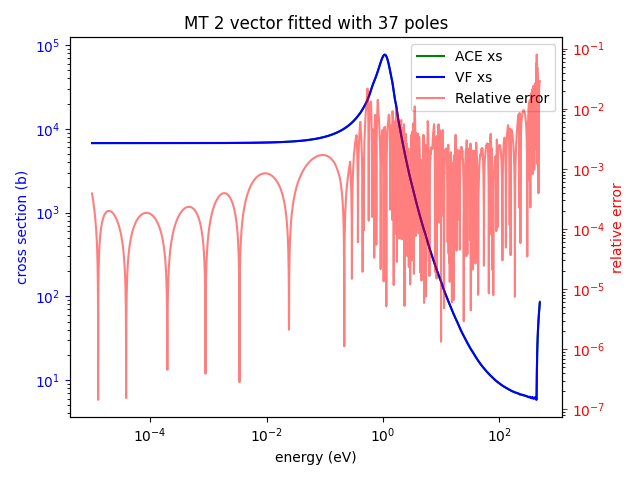 MT 2 vector fitted with 37 poles
cross section (b)
10^5
10^4
10^3
10^2
10^1
ACE xs
VF xs
Relative error
10^-1
10^-2
10^-3
10^-4
10^-5
10^-6
10^-7
relative error
10^-4
10^-2
10^0
10^2
energy (eV)